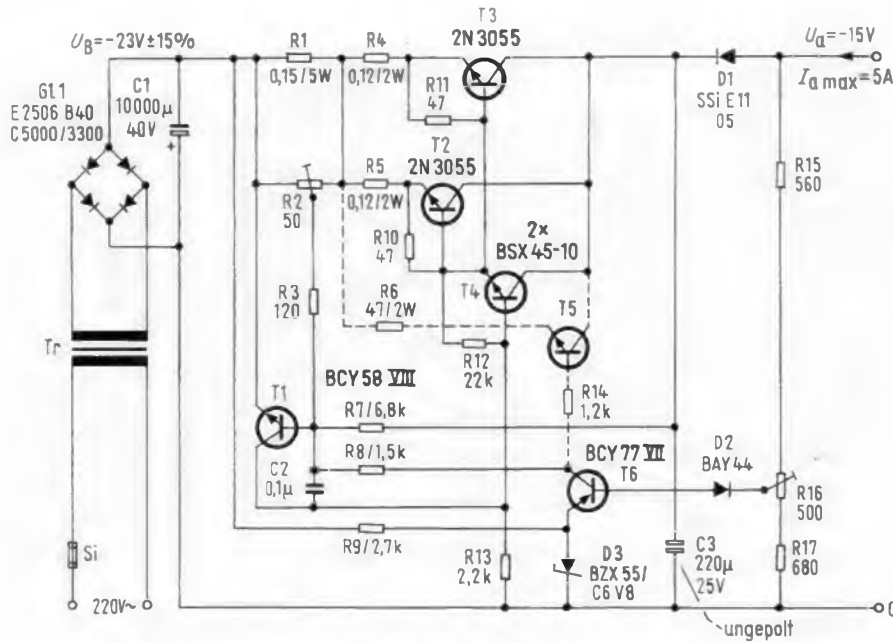 U_B=-23V±15%
R1
0,15/5W
R4
0,12/2W
T3
2N 3055
U_a=-15V
I_a max=5A
D1
SSi E 11
05
Gl.1
E 2506 B40
C 5000/3300
C1
10000µ
40V
+
R11
47
T2
2N 3055
R2
50
R5
0,12/2W
R15
560
R10
47
2×
BSX 45-10
T4
R3
120
R6
47/2W
T5
Tr
R12
22k
R14
1,2k
T1
BCY 58 VIII
R7/6,8k
BCY 77 VII
T6
R8/1,5k
D2
BAY 44
C2
0,1µ
R16
500
R9/2,7k
R13
2,2k
D3
BZX 55/
C6 V8
C3
220µ
25V
R17
680
Si
220V~
0
ungepolt